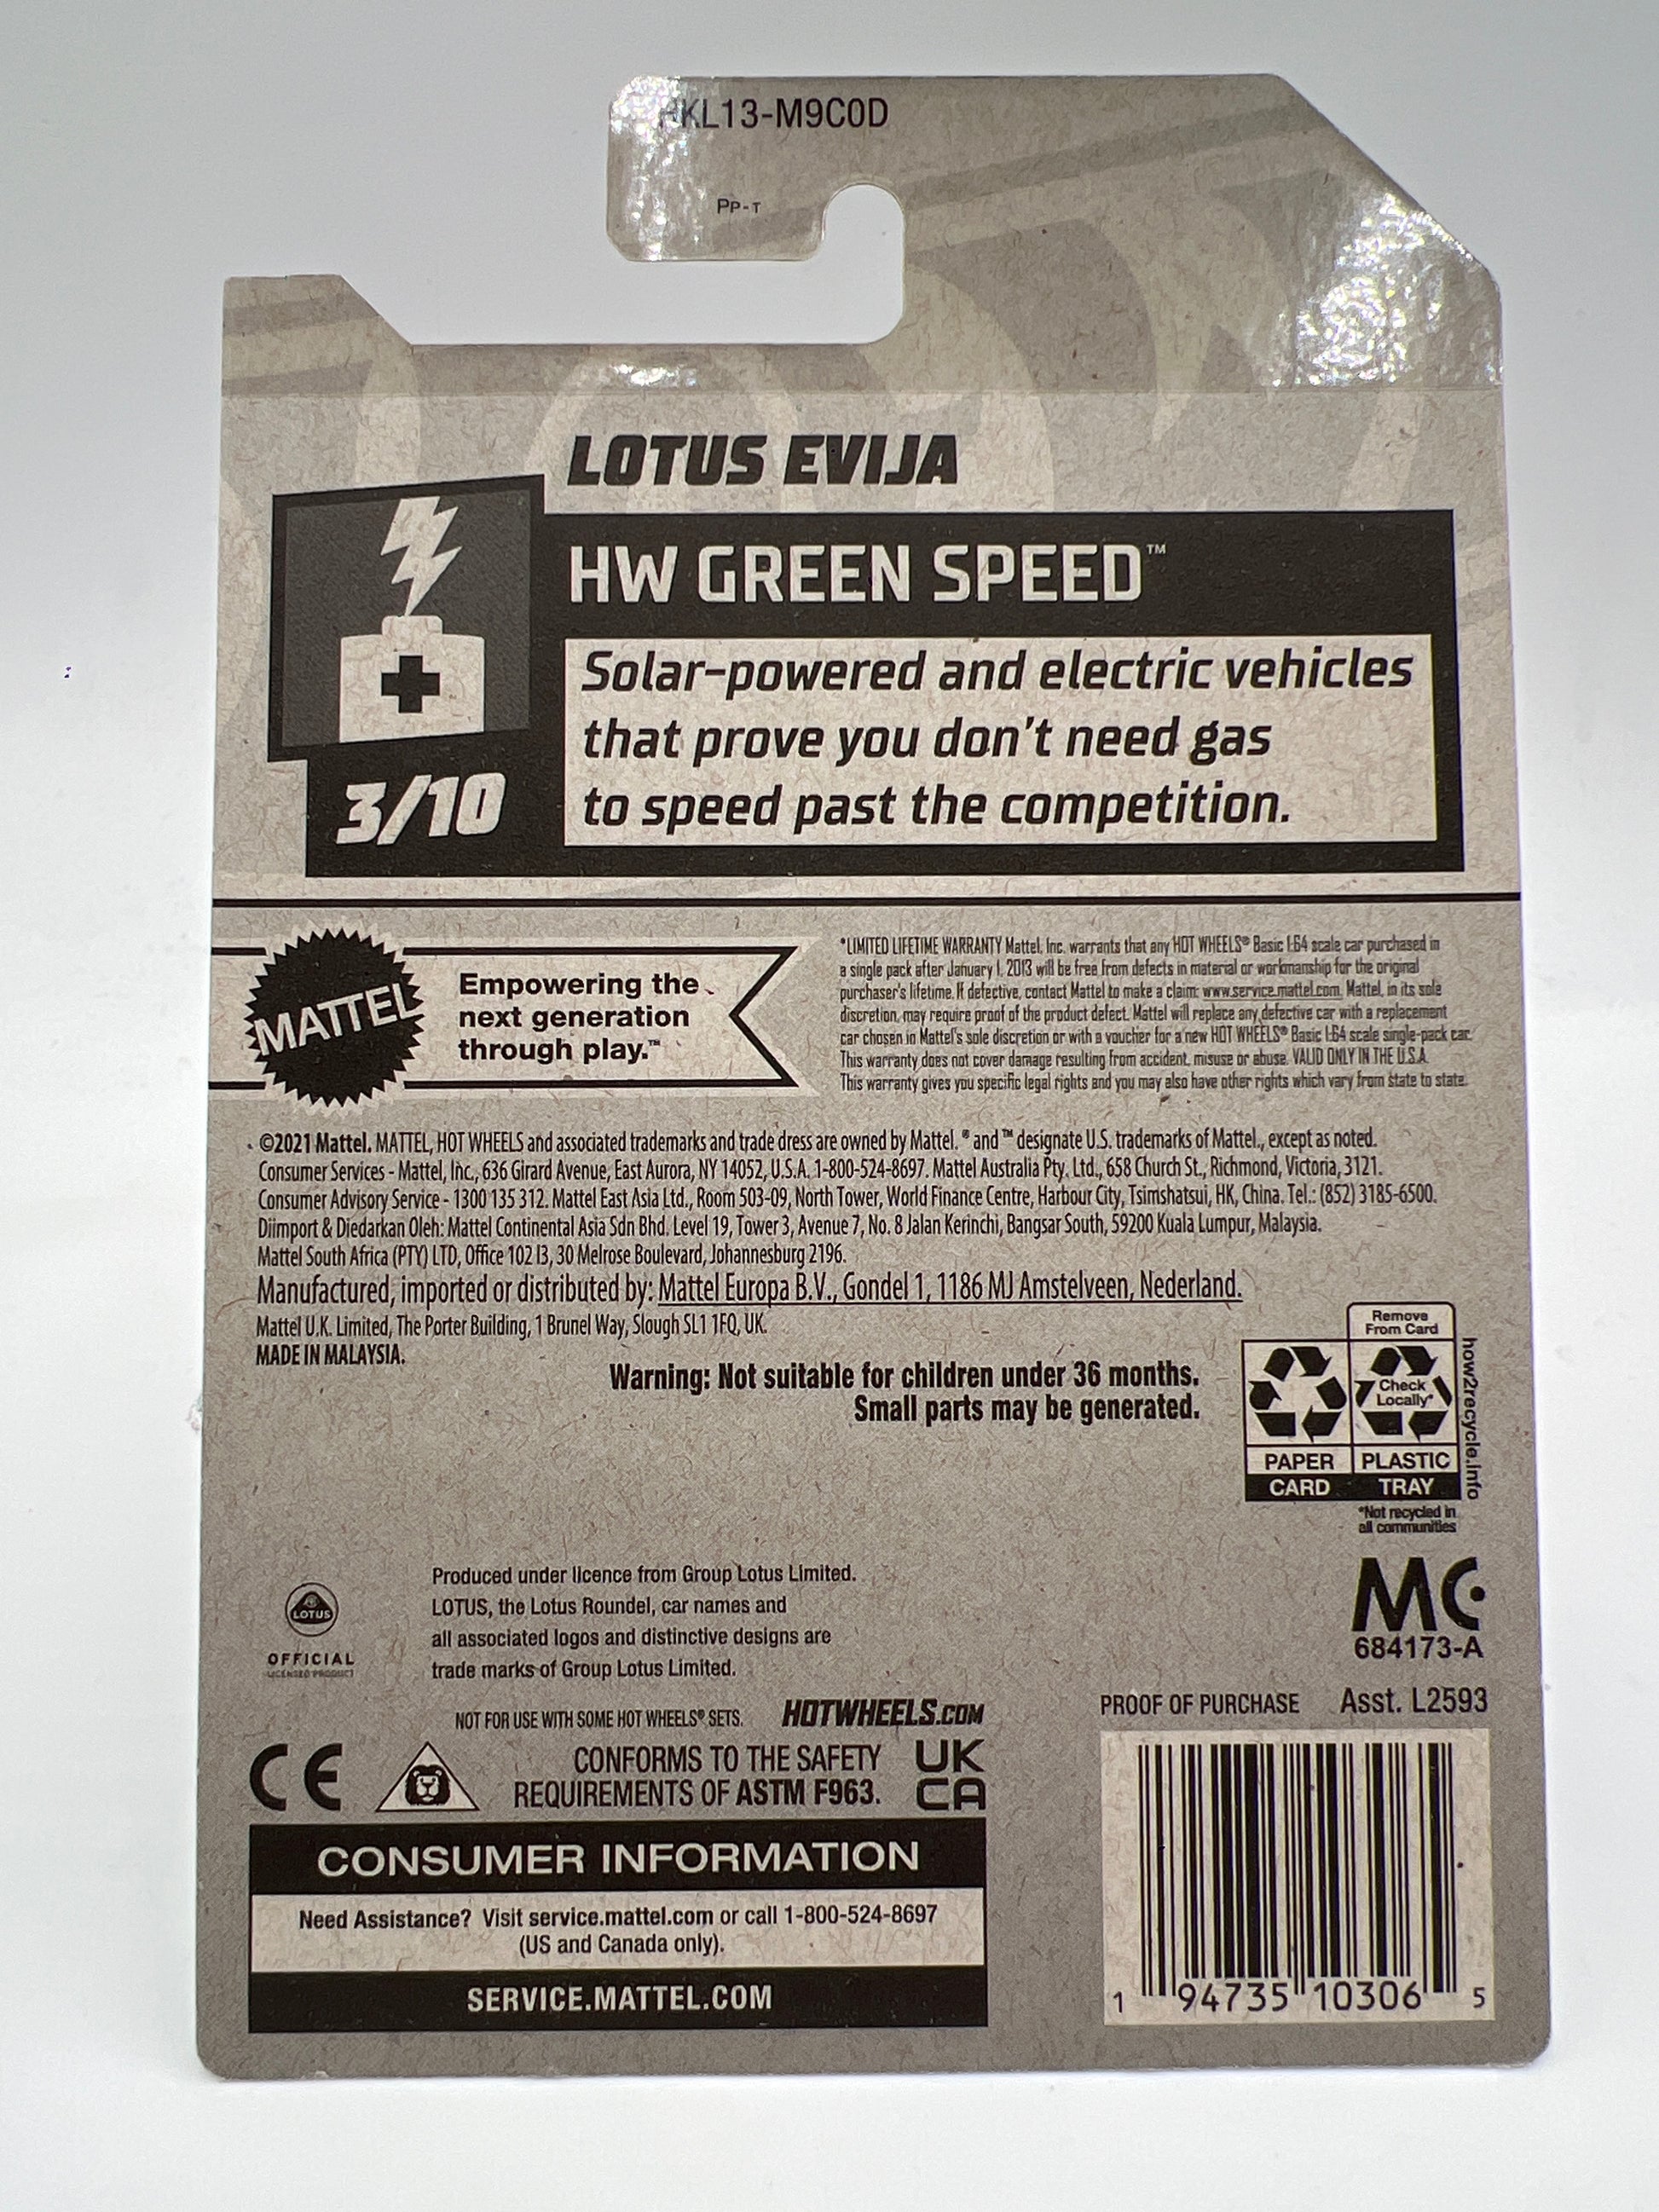 HKL13-M9C0D
PP-T
LOTUS EVIJA
HW GREEN SPEED™
Solar-powered and electric vehicles
that prove you don't need gas
to speed past the competition.
3/10
MATTEL
Empowering the
next generation
through play.™
*LIMITED LIFETIME WARRANTY Mattel, Inc. warrants that any HOT WHEELS® Basic 1:64 scale car purchased in
a single pack after January 1, 2013 will be free from defects in material or workmanship for the original
purchaser's lifetime. If defective, contact Mattel to make a claim: www.service.mattel.com. Mattel, in its sole
discretion, may require proof of the product defect. Mattel will replace any defective car with a replacement
car chosen in Mattel's sole discretion or with a voucher for a new HOT WHEELS® Basic 1:64 scale single-pack car.
This warranty does not cover damage resulting from accident, misuse or abuse. VALID ONLY IN THE U.S.A.
This warranty gives you specific legal rights and you may also have other rights which vary from state to state.
©2021 Mattel. MATTEL, HOT WHEELS and associated trademarks and trade dress are owned by Mattel. ® and ™ designate U.S. trademarks of Mattel., except as noted.
Consumer Services - Mattel, Inc., 636 Girard Avenue, East Aurora, NY 14052, U.S.A. 1-800-524-8697. Mattel Australia Pty. Ltd., 658 Church St., Richmond, Victoria, 3121.
Consumer Advisory Service - 1300 135 312. Mattel East Asia Ltd., Room 503-09, North Tower, World Finance Centre, Harbour City, Tsimshatsui, HK, China. Tel.: (852) 3185-6500.
Diimport & Diedarkan Oleh: Mattel Continental Asia Sdn Bhd. Level 19, Tower 3, Avenue 7, No. 8 Jalan Kerinchi, Bangsar South, 59200 Kuala Lumpur, Malaysia.
Mattel South Africa (PTY) LTD, Office 102 I3, 30 Melrose Boulevard, Johannesburg 2196.
Manufactured, imported or distributed by: Mattel Europa B.V., Gondel 1, 1186 MJ Amstelveen, Nederland.
Mattel U.K. Limited, The Porter Building, 1 Brunel Way, Slough SL1 1FQ, UK.
MADE IN MALAYSIA.
Warning: Not suitable for children under 36 months.
Small parts may be generated.
Remove
From Card
Check
Locally*
PAPER PLASTIC
CARD TRAY
how2recycle.info
*Not recycled in
all communities
LOTUS
OFFICIAL
LICENSED PRODUCT
Produced under licence from Group Lotus Limited.
LOTUS, the Lotus Roundel, car names and
all associated logos and distinctive designs are
trade marks of Group Lotus Limited.
MC
684173-A
NOT FOR USE WITH SOME HOT WHEELS® SETS. HOTWHEELS.COM
PROOF OF PURCHASE Asst. L2593
CE
CONFORMS TO THE SAFETY
REQUIREMENTS OF ASTM F963.
UK
CA
CONSUMER INFORMATION
Need Assistance? Visit service.mattel.com or call 1-800-524-8697
(US and Canada only).
SERVICE.MATTEL.COM
1 94735 10306 5